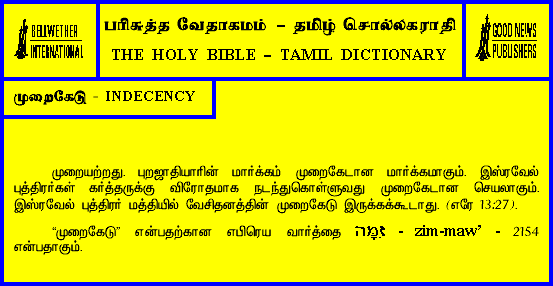 BELLWETHER
INTERNATIONAL
பரிசுத்த வேதாகமம் – தமிழ் சொல்லகராதி
THE HOLY BIBLE – TAMIL DICTIONARY
GOOD NEWS
PUBLISHERS
முறைகேடு – INDECENCY
முறையற்றது. புறஜாதியாரின் மார்க்கம் முறைகேடான மார்க்கமாகும். இஸ்ரவேல்
புத்திரர்கள் கர்த்தருக்கு விரோதமாக நடந்துகொள்ளுவது முறைகேடான செயலாகும்.
இஸ்ரவேல் புத்திரர் மத்தியில் வேசித்தனத்தின் முறைகேடு இருக்கக்கூடாது. (எரே 13:27).
“முறைகேடு” என்பதற்கான எபிரெய வார்த்தை זִמָּה - zim-maw’ - 2154
என்பதாகும்.